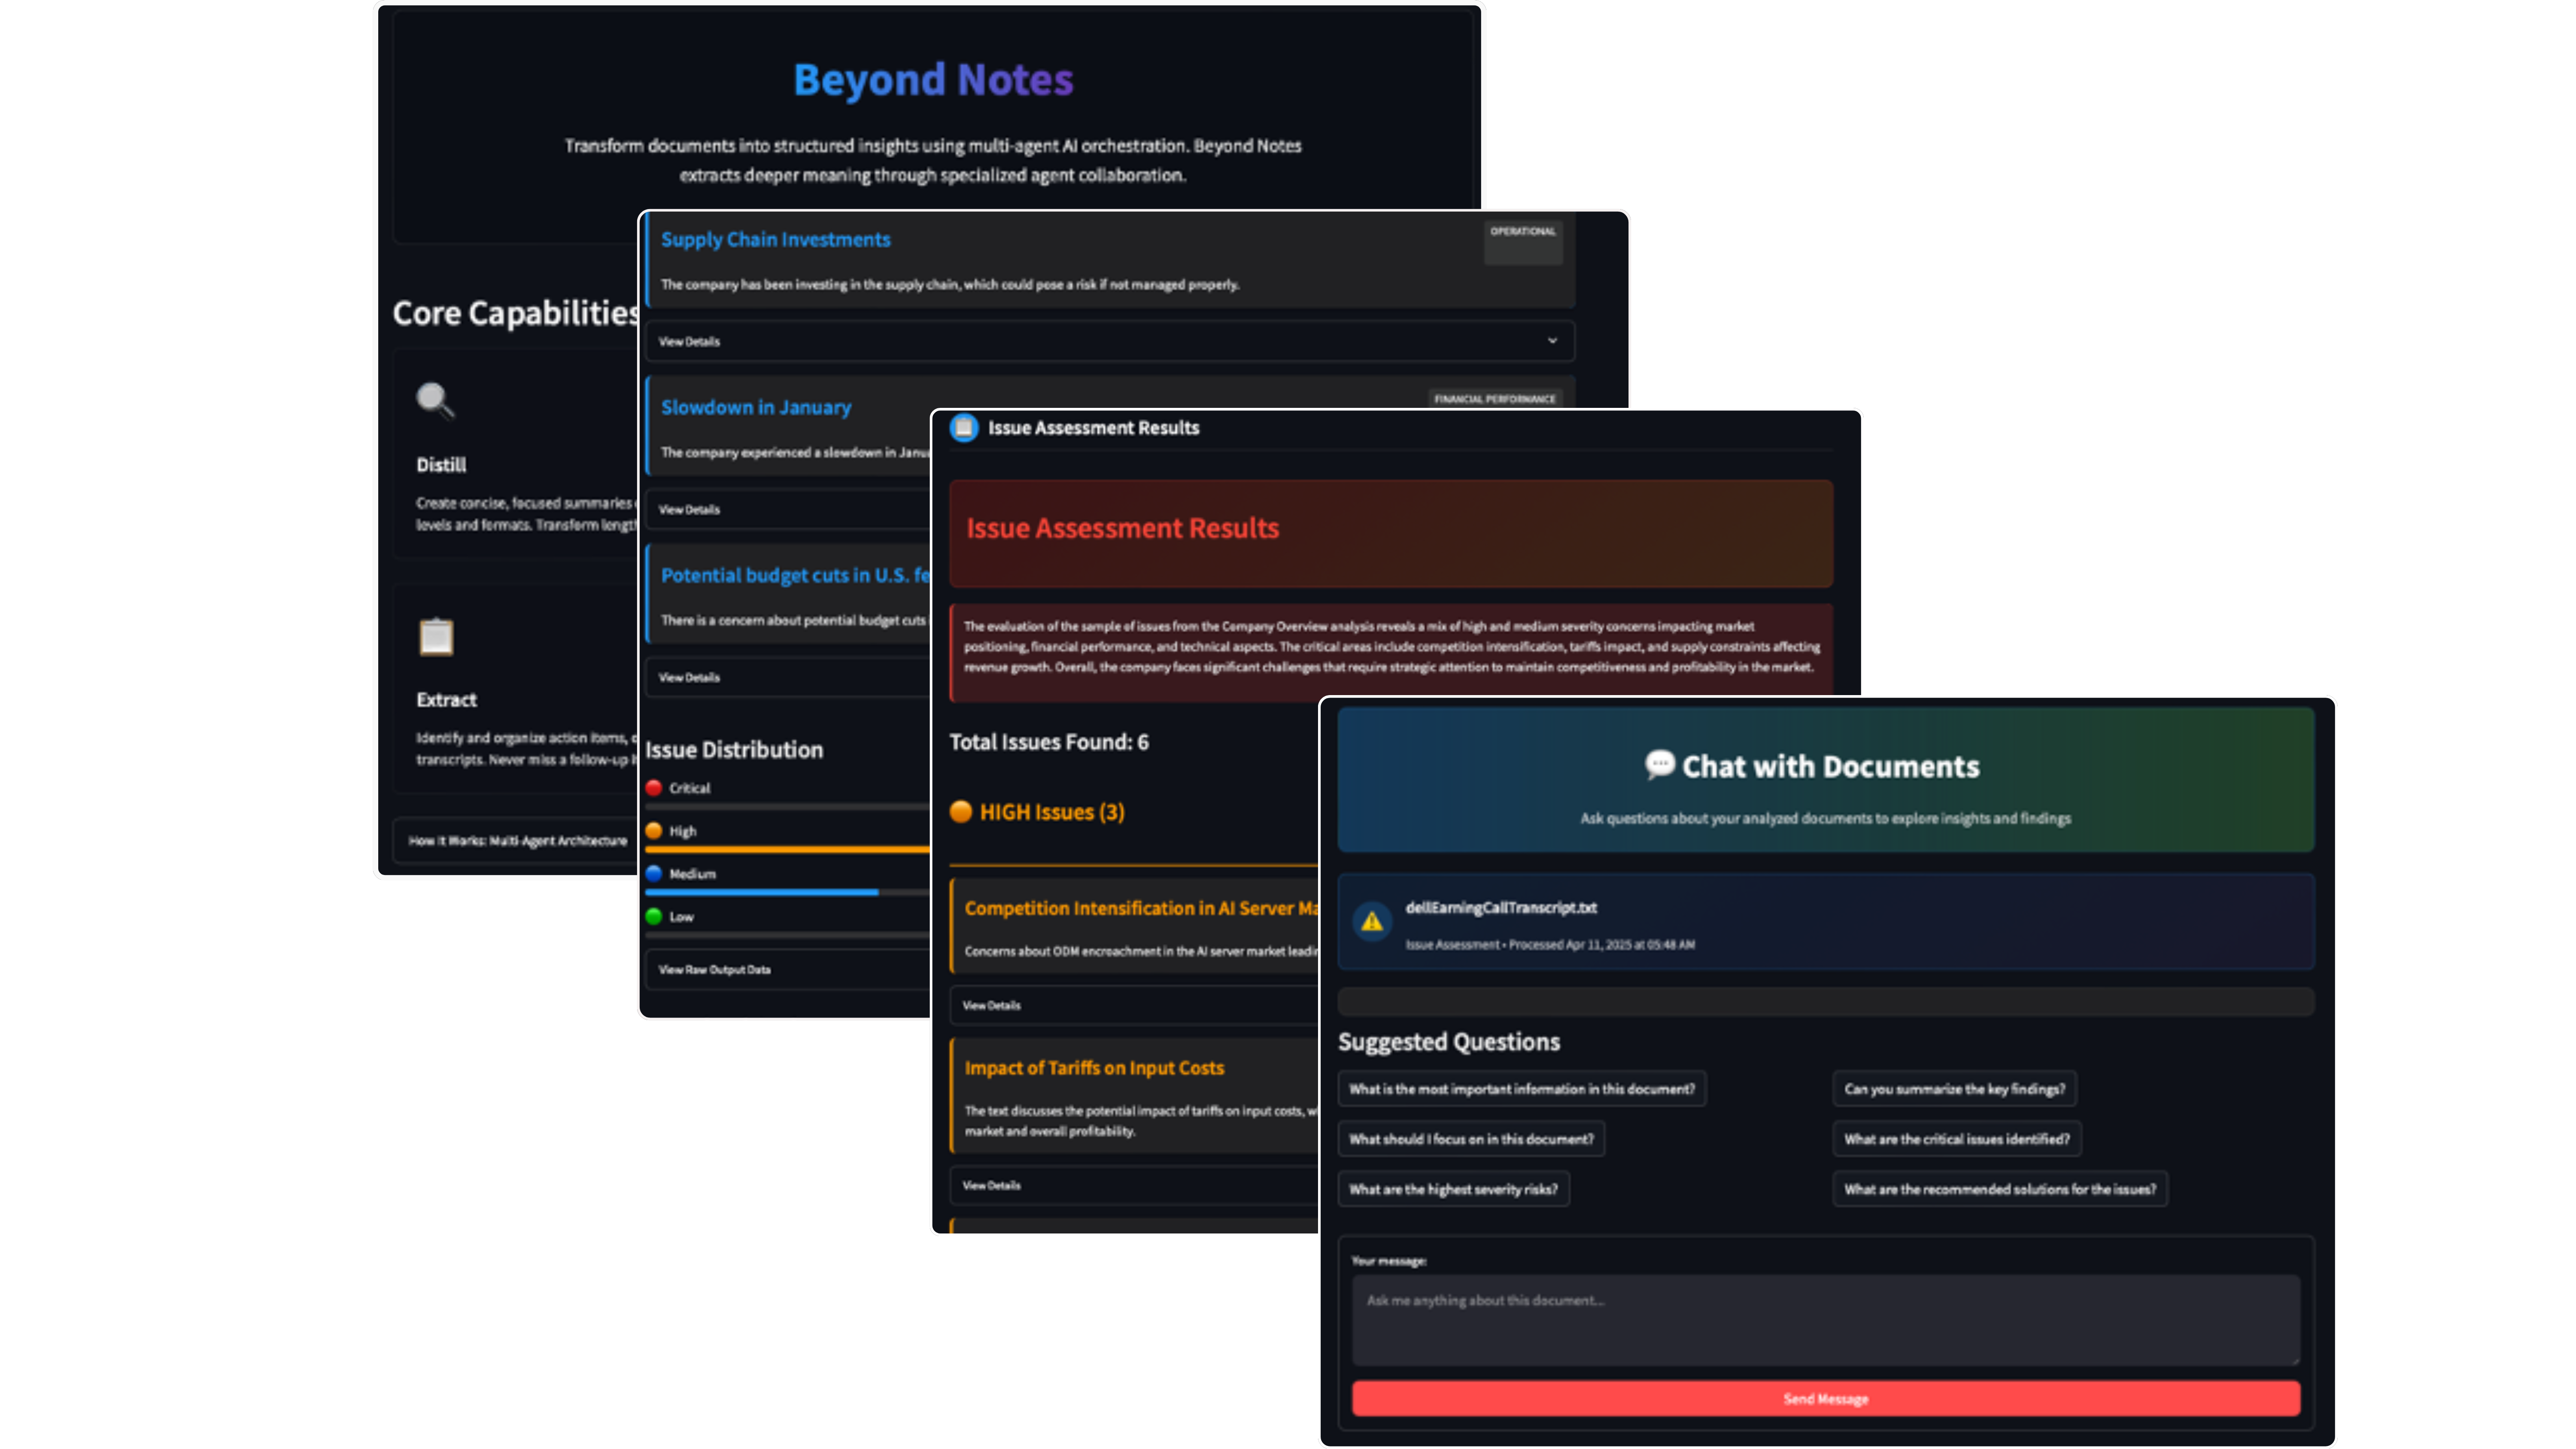 Beyond Notes
Transform documents into structured insights using multi-agent AI orchestration. Beyond Notes
extracts deeper meaning through specialized agent collaboration.
Core Capabilities
Distill
Create concise, focused summaries
levels and formats. Transform
Extract
Identify and organize action items,
transcripts. Never miss a follow-up
How It Works: Multi-Agent Architecture
Supply Chain Investments
OPERATIONAL
The company has been investing in the supply chain, which could pose a risk if not managed properly.
View Details
Slowdown in January
FINANCIAL PERFORMANCE
The company experienced a slowdown in
View Details
Potential budget cuts in U.S.
There is a concern about potential budget cuts
View Details
Issue Distribution
Critical
High
Medium
Low
View Raw Output Data
Issue Assessment Results
Issue Assessment Results
The evaluation of the sample of issues from the Company Overview analysis reveals a mix of high and medium severity concerns impacting market
positioning, financial performance, and technical aspects. The critical areas include competition intensification, tariffs impact, and supply constraints affecting
revenue growth. Overall, the company faces significant challenges that require strategic attention to maintain competitiveness and profitability in the market.
Total Issues Found: 6
HIGH Issues (3)
Competition Intensification in AI Server
Concerns about ODM encroachment in the AI server market
View Details
Impact of Tariffs on Input Costs
The text discusses the potential impact of tariffs on input costs,
market and overall profitability.
View Details
Chat with Documents
Ask questions about your analyzed documents to explore insights and findings
dellEarningCallTranscript.txt
Issue Assessment • Processed Apr 11, 2025 at 05:48 AM
Suggested Questions
What is the most important information in this document?
Can you summarize the key findings?
What should I focus on in this document?
What are the critical issues identified?
What are the highest severity risks?
What are the recommended solutions for the issues?
Your message:
Ask me anything about this document...
Send Message